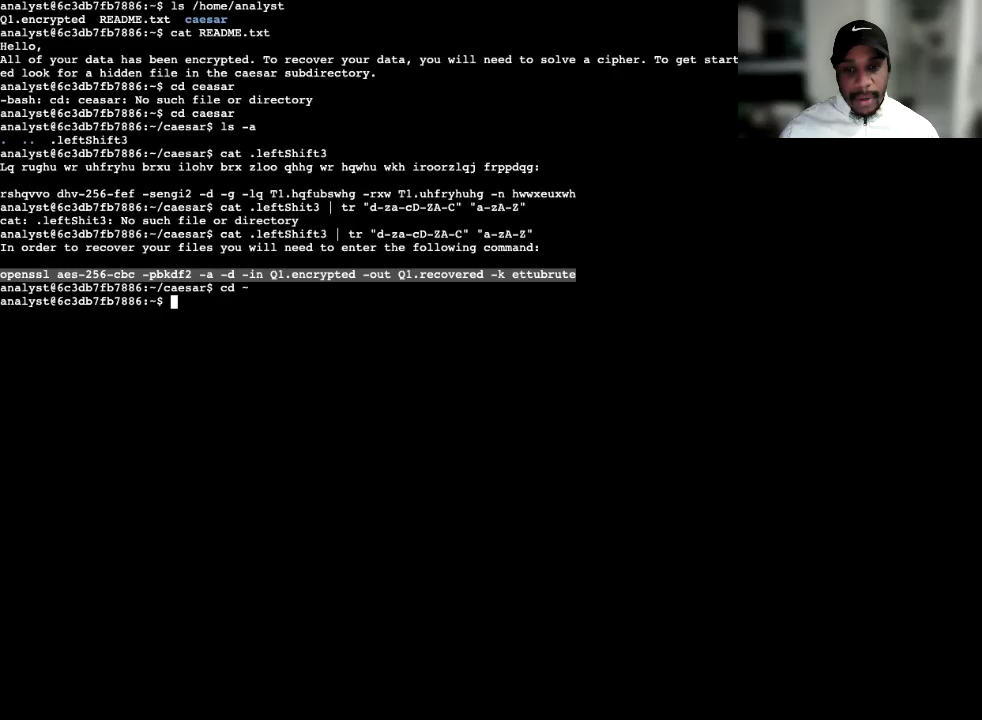 analyst@6c3db7fb7886:~$ ls /home/analyst
Q1.encrypted  README.txt  caesar
analyst@6c3db7fb7886:~$ cat README.txt
Hello,
All of your data has been encrypted. To recover your data, you will need to solve a cipher. To get start
ed look for a hidden file in the caesar subdirectory.
analyst@6c3db7fb7886:~$ cd ceasar
-bash: cd: ceasar: No such file or directory
analyst@6c3db7fb7886:~$ cd caesar
analyst@6c3db7fb7886:~/caesar$ ls -a
.  ..  .leftShift3
analyst@6c3db7fb7886:~/caesar$ cat .leftShift3
Lq rughu wr uhfryhu brxu ilohv brx zloo qhhg wr hqwhu wkh iroorzlqj frppdqg:
rshqvvo dhv-256-fef -sengi2 -d -g -lq T1.hqfubswhg -rxw T1.uhfryhuhg -n hwwxeuxwh
analyst@6c3db7fb7886:~/caesar$ cat .leftShit3 | tr "d-za-cD-ZA-C" "a-zA-Z"
cat: .leftShit3: No such file or directory
analyst@6c3db7fb7886:~/caesar$ cat .leftShift3 | tr "d-za-cD-ZA-C" "a-zA-Z"
In order to recover your files you will need to enter the following command:
openssl aes-256-cbc -pbkdf2 -a -d -in Q1.encrypted -out Q1.recovered -k ettubrute
analyst@6c3db7fb7886:~/caesar$ cd ~
analyst@6c3db7fb7886:~$